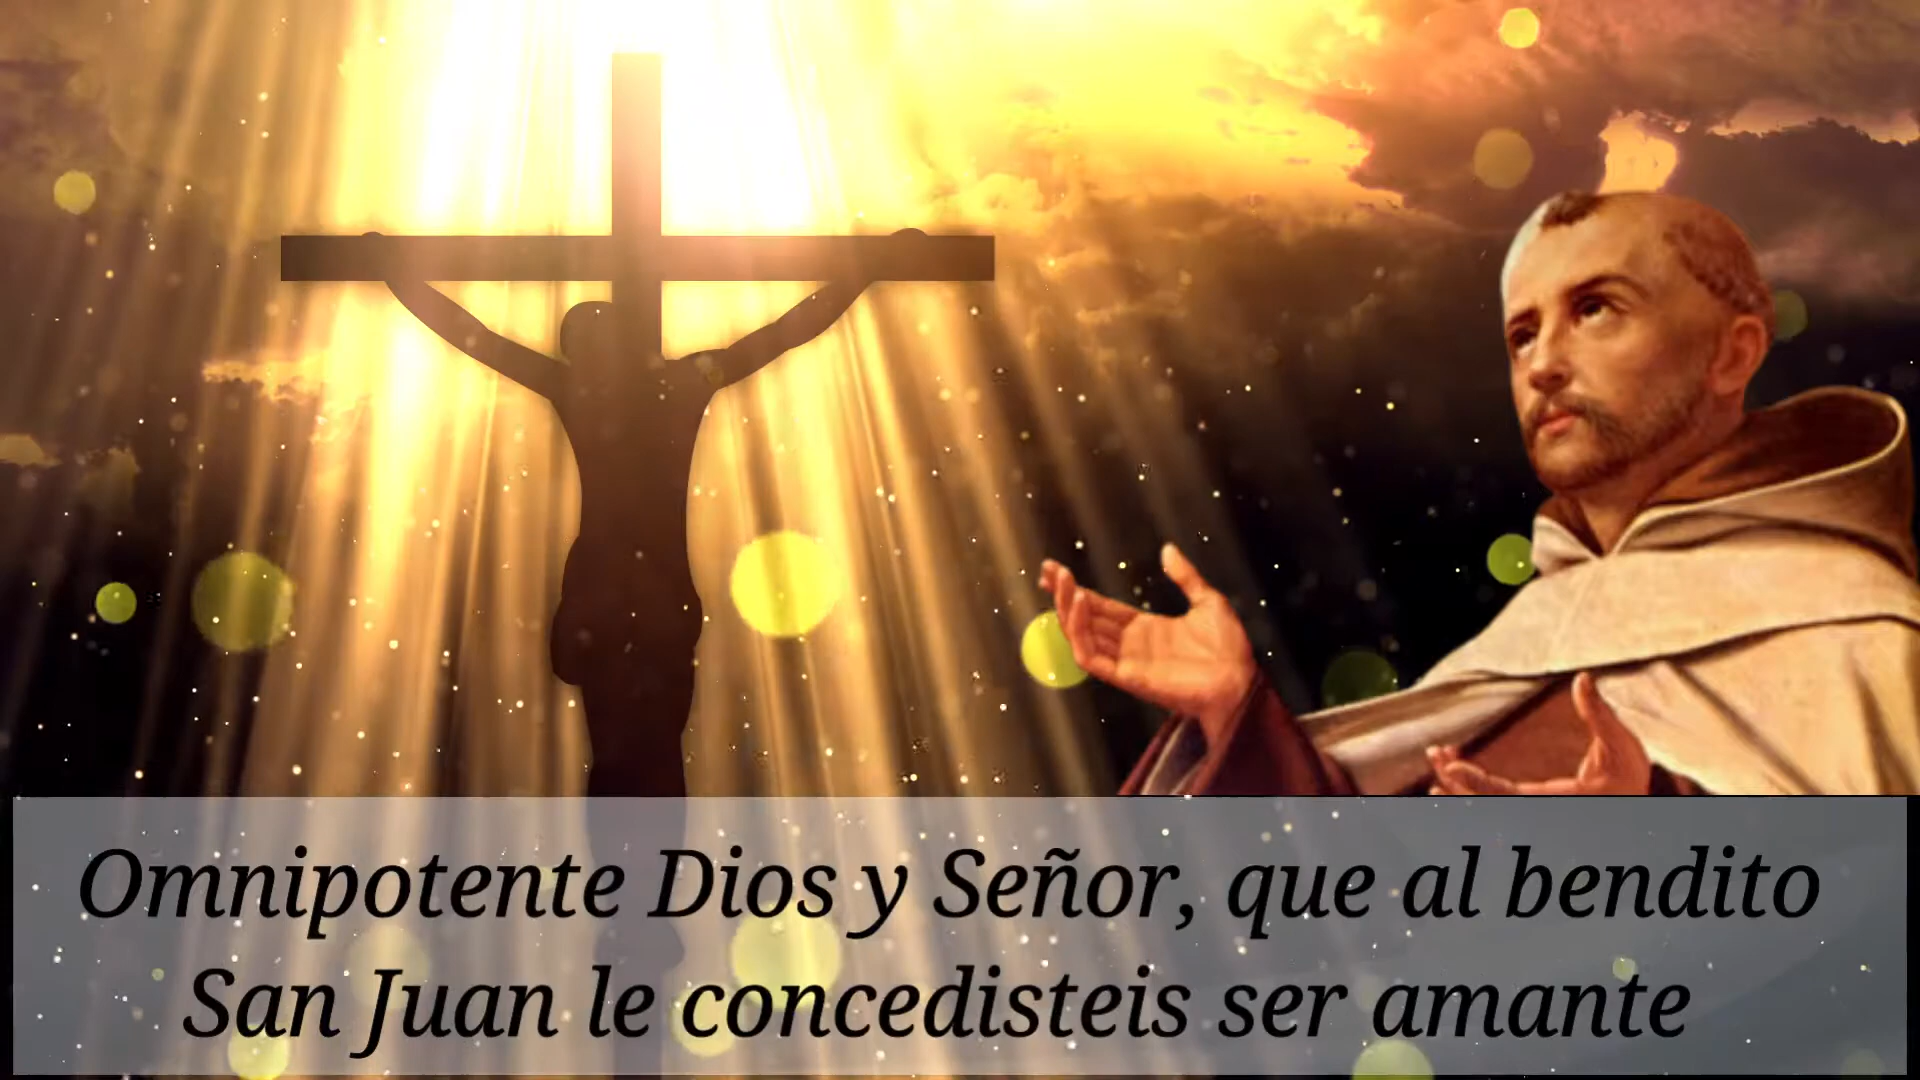 Omnipotente Dios y Señor, que al bendito
San Juan le concedisteis ser amante